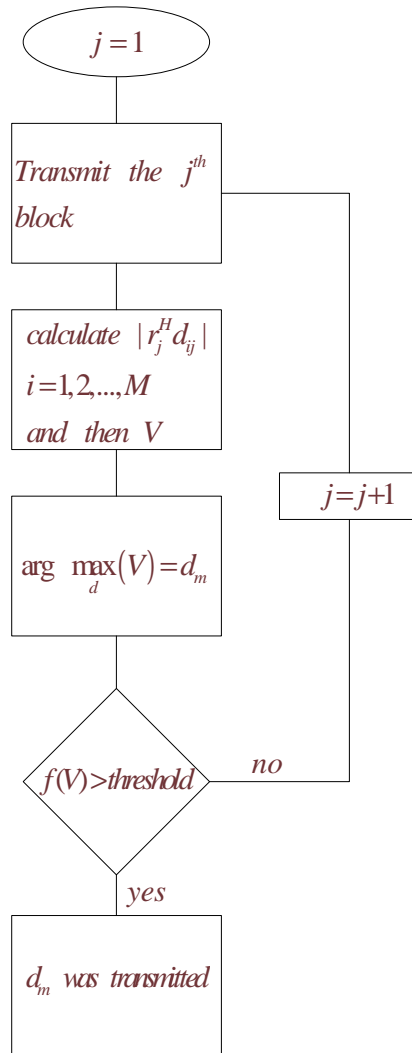 j=1
Transmit the j^th
block
calculate |r_j^H d_ij|
i=1,2,...,M
and then V
j=j+1
arg max_d(V)=d_m
f(V)>threshold
no
yes
d_m was transmitted